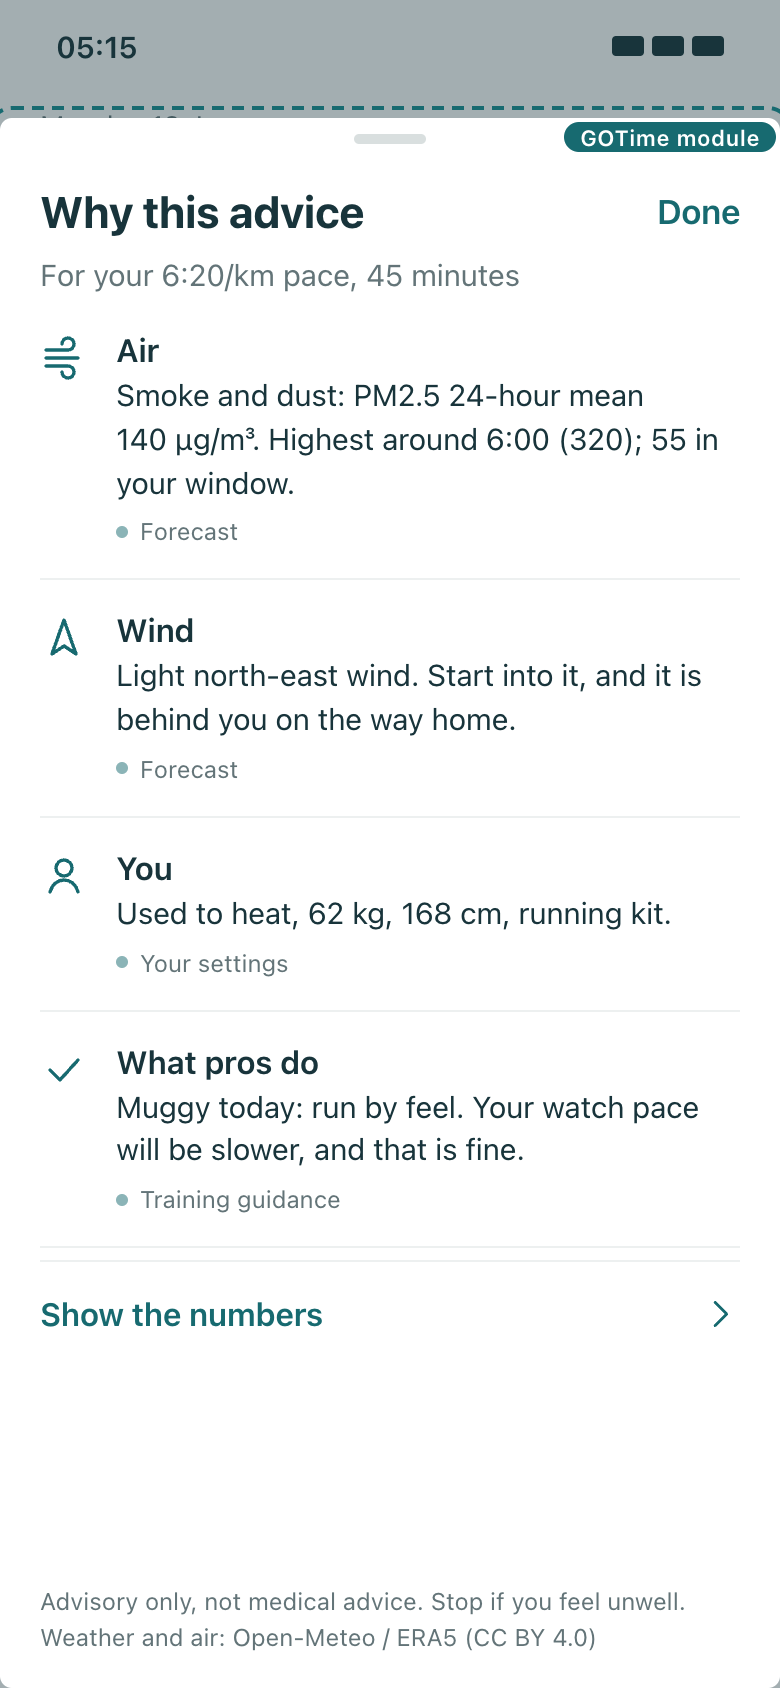 05:15
GOTime module
Why this advice
Done
For your 6:20/km pace, 45 minutes
Air
Smoke and dust: PM2.5 24-hour mean
140 µg/m³. Highest around 6:00 (320); 55 in
your window.
Forecast
Wind
Light north-east wind. Start into it, and it is
behind you on the way home.
Forecast
You
Used to heat, 62 kg, 168 cm, running kit.
Your settings
What pros do
Muggy today: run by feel. Your watch pace
will be slower, and that is fine.
Training guidance
Show the numbers
Advisory only, not medical advice. Stop if you feel unwell.
Weather and air: Open-Meteo / ERA5 (CC BY 4.0)